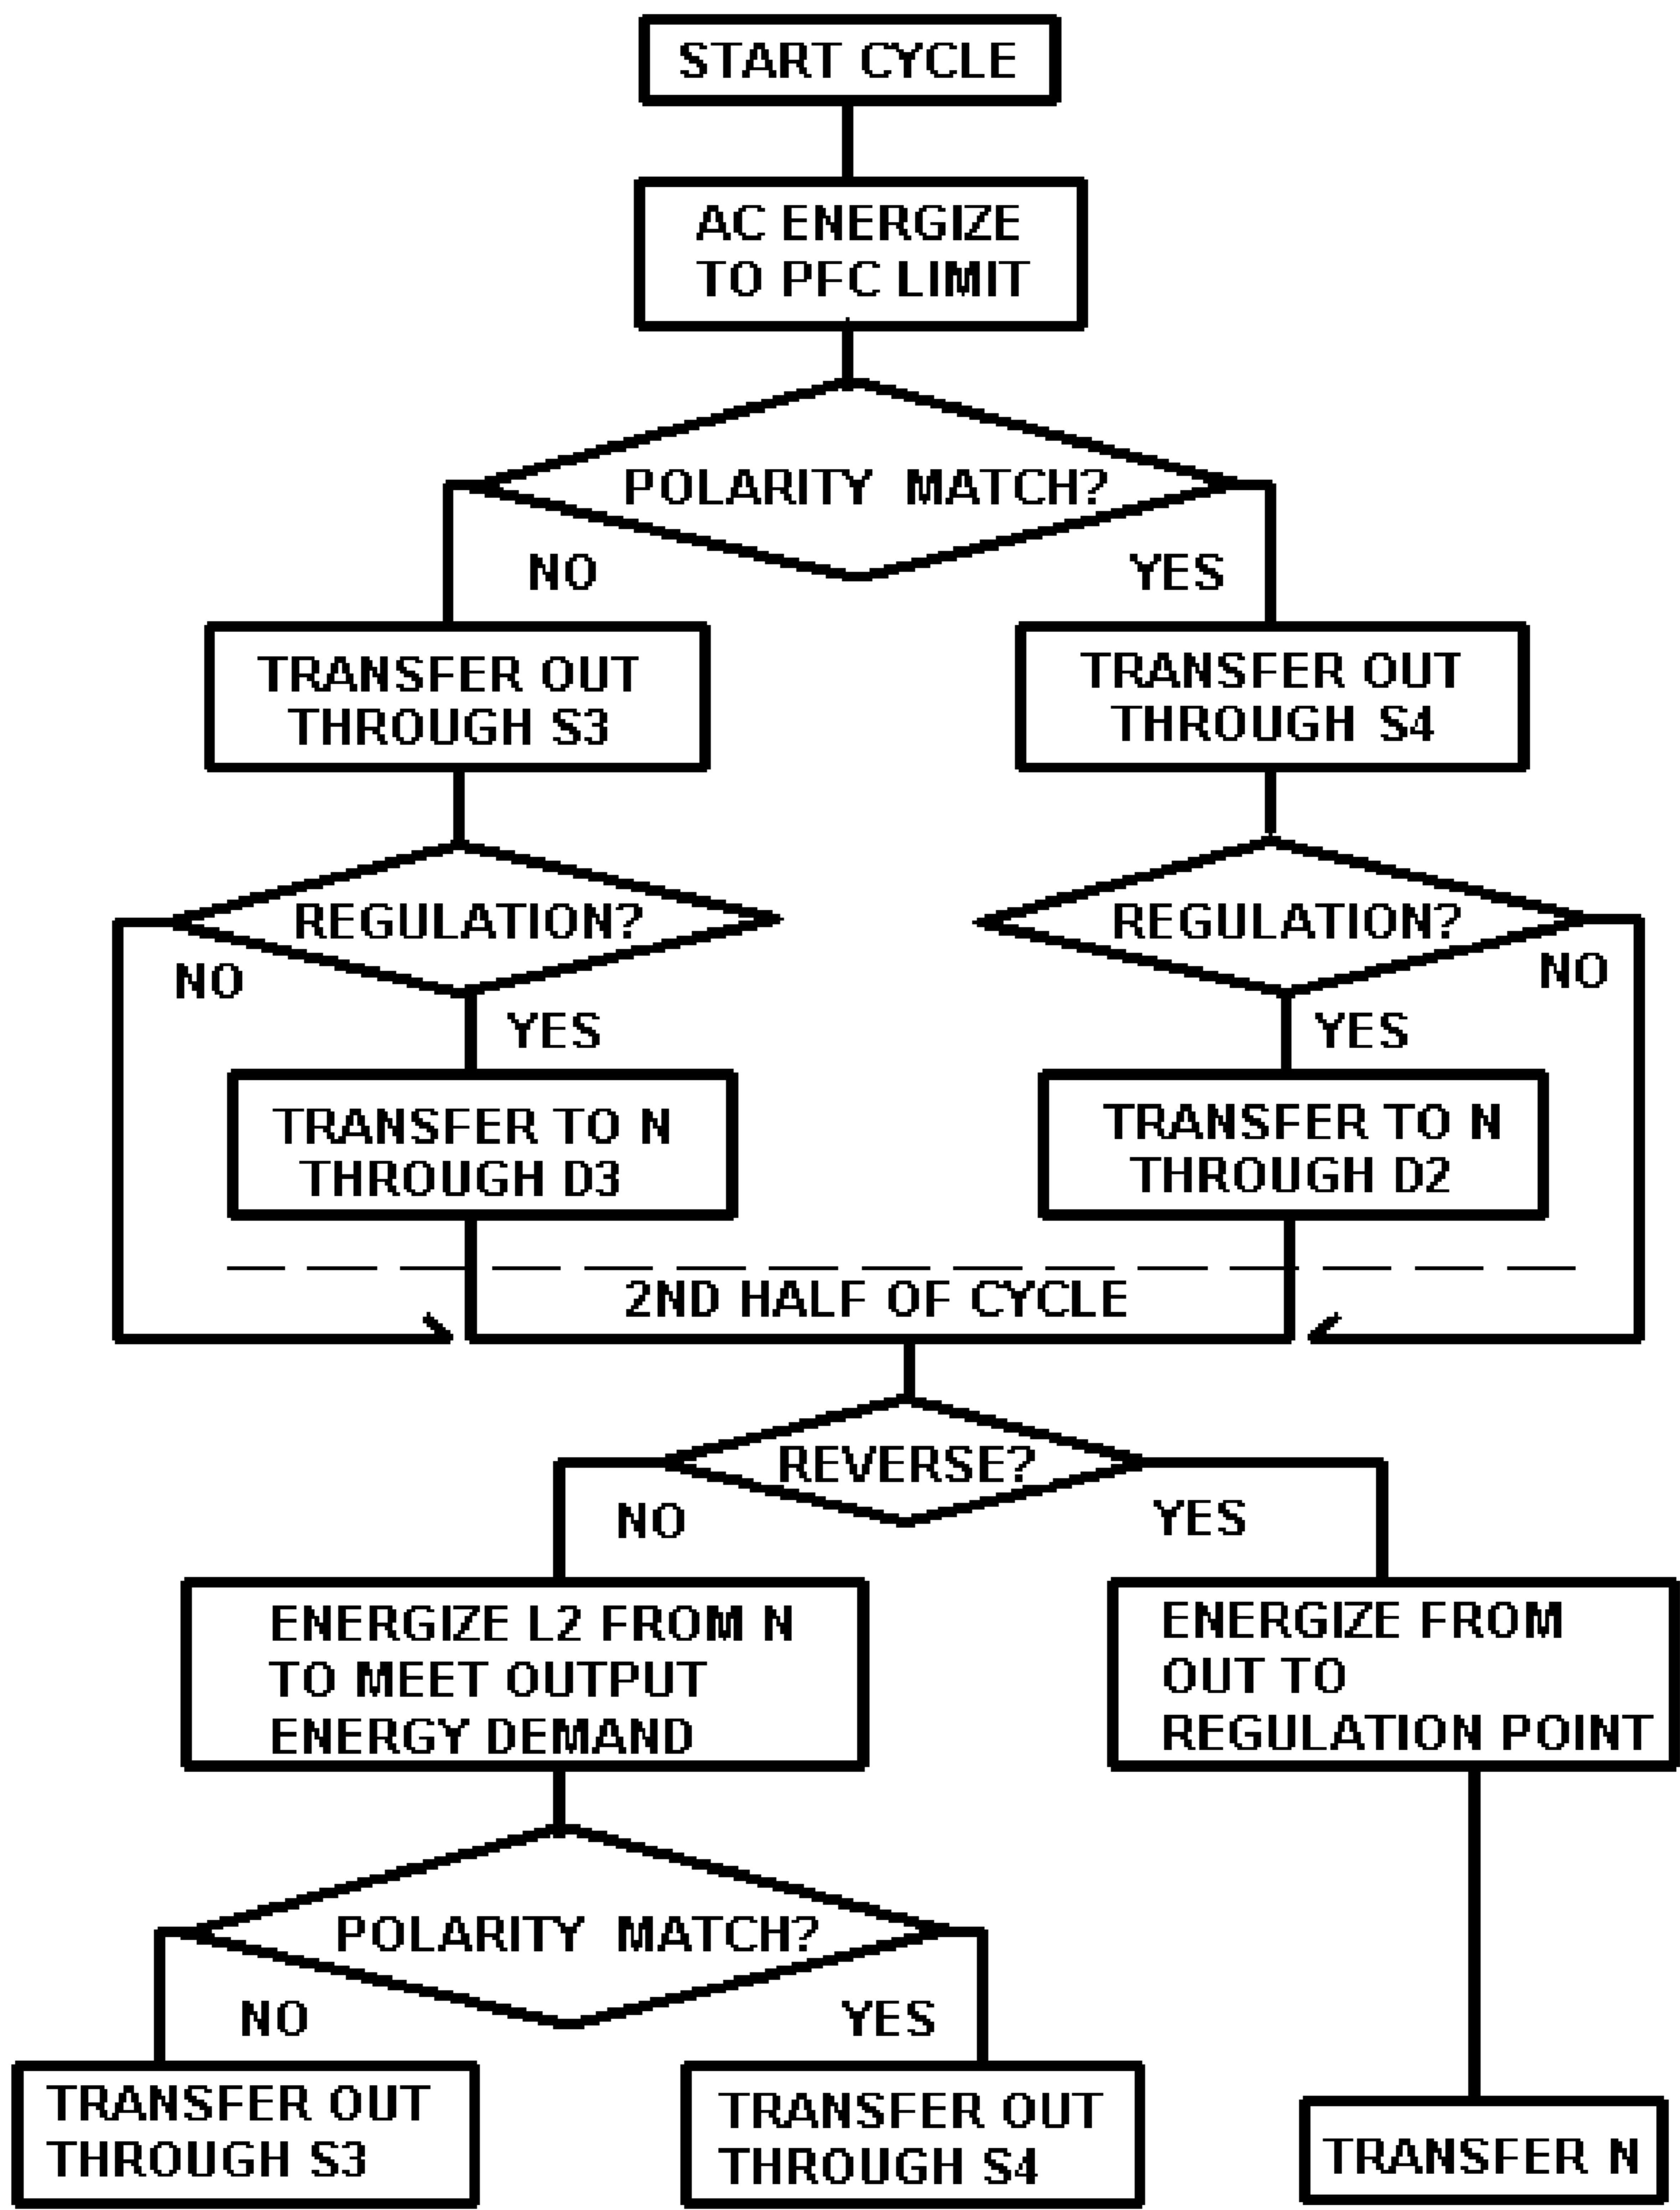 START CYCLE
AC ENERGIZE
TO PFC LIMIT
POLARITY MATCH?
NO
YES
TRANSFER OUT
THROUGH S3
TRANSFER OUT
THROUGH S4
REGULATION?
REGULATION?
NO
NO
YES
YES
TRANSFER TO N
THROUGH D3
TRANSFER TO N
THROUGH D2
2ND HALF OF CYCLE
REVERSE?
NO
YES
ENERGIZE L2 FROM N
TO MEET OUTPUT
ENERGY DEMAND
ENERGIZE FROM
OUT TO
REGULATION POINT
POLARITY MATCH?
NO
YES
TRANSFER OUT
THROUGH S3
TRANSFER OUT
THROUGH S4
TRANSFER N